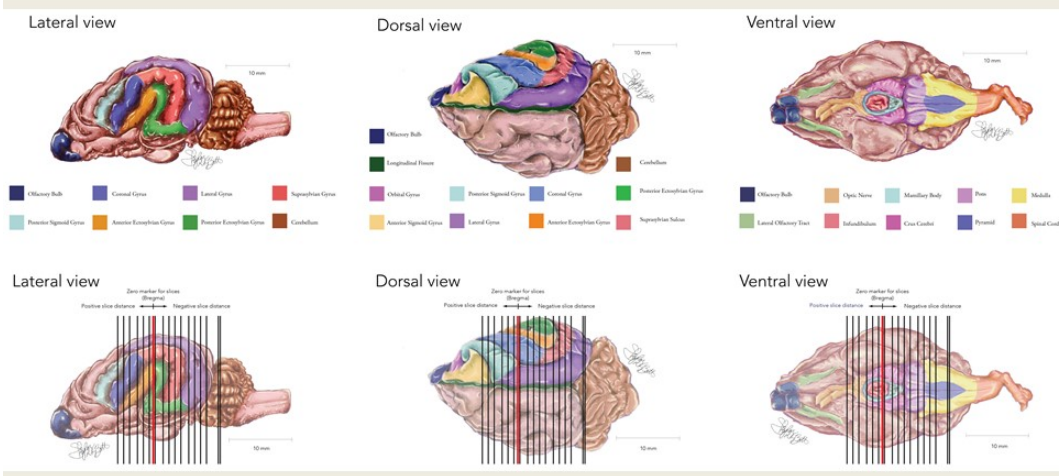 Lateral view
10 mm
Olfactory Bulb
Coronal Gyrus
Lateral Gyrus
Suprasylvian Gyrus
Posterior Sigmoid Gyrus
Anterior Ectosylvian Gyrus
Posterior Ectosylvian Gyrus
Cerebellum
Dorsal view
10 mm
Olfactory Bulb
Longitudinal Fissure
Cerebellum
Orbital Gyrus
Posterior Sigmoid Gyrus
Coronal Gyrus
Posterior Ectosylvian Gyrus
Anterior Sigmoid Gyrus
Lateral Gyrus
Anterior Ectosylvian Gyrus
Suprasylvian Sulcus
Ventral view
10 mm
Olfactory Bulb
Optic Nerve
Mamillary Body
Pons
Medulla
Lateral Olfactory Tract
Infundibulum
Crus Cerebri
Pyramid
Spinal Cord
Lateral view
Zero marker for slices
(Bregma)
Positive slice distance
Negative slice distance
10 mm
Dorsal view
Zero marker for slices
(Bregma)
Positive slice distance
Negative slice distance
10 mm
Ventral view
Zero marker for slices
(Bregma)
Positive slice distance
Negative slice distance
10 mm